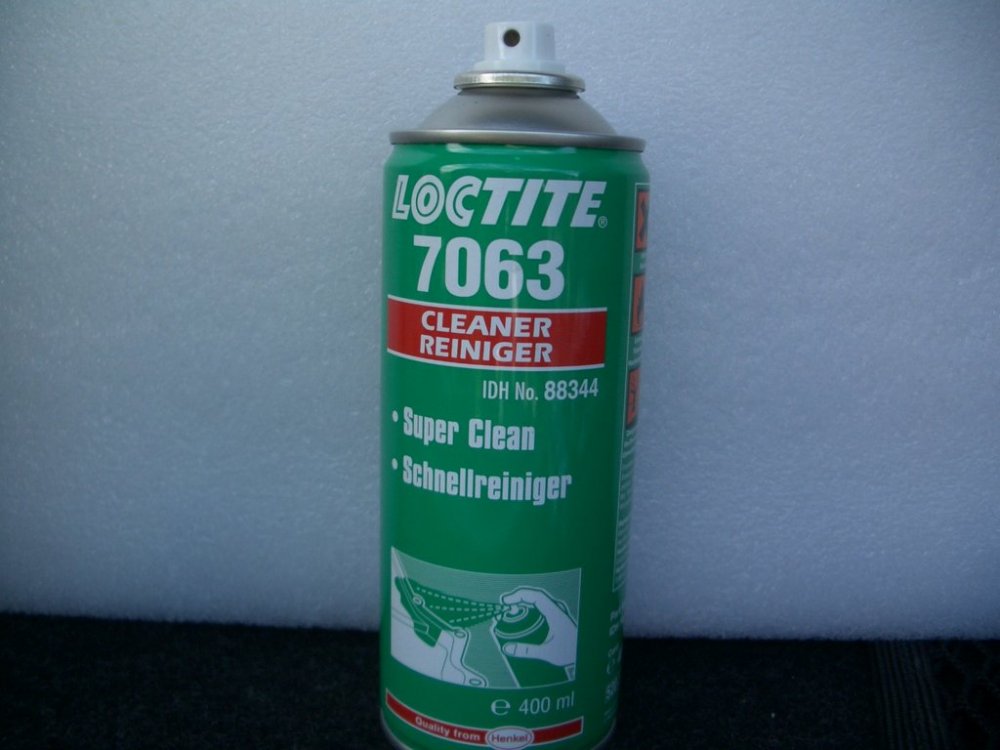 LOCTITE®
7063
CLEANER
REINIGER
IDH No. 88344
• Super Clean
• Schnellreiniger
℮ 400 ml
Quality from Henkel